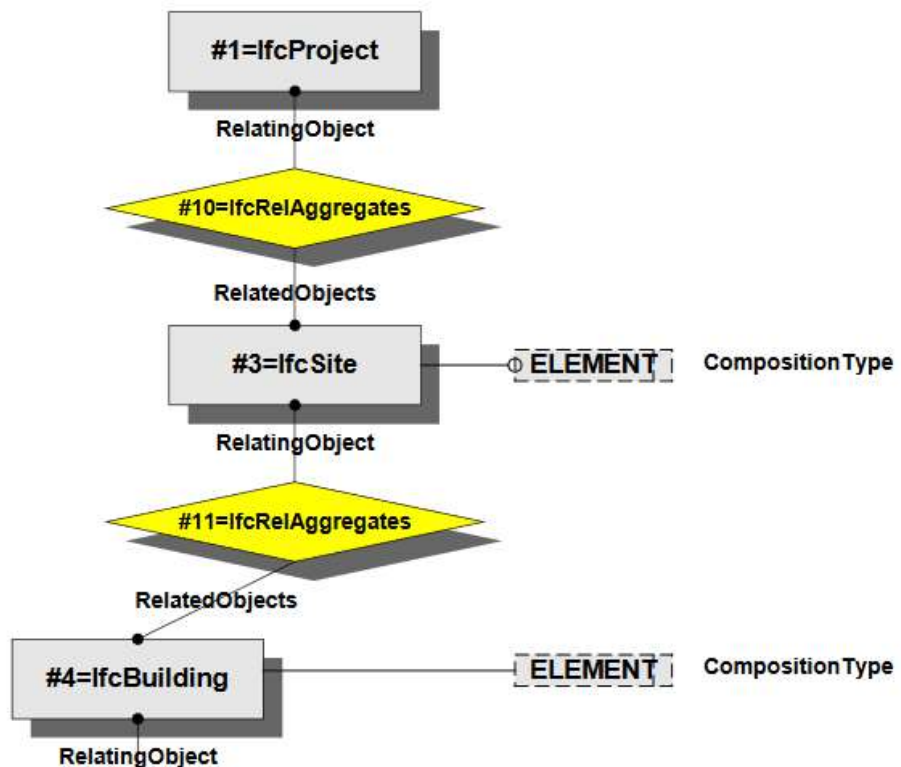 #1=IfcProject
RelatingObject
#10=IfcRelAggregates
RelatedObjects
#3=IfcSite
ELEMENT
CompositionType
RelatingObject
#11=IfcRelAggregates
RelatedObjects
#4=IfcBuilding
ELEMENT
CompositionType
RelatingObject